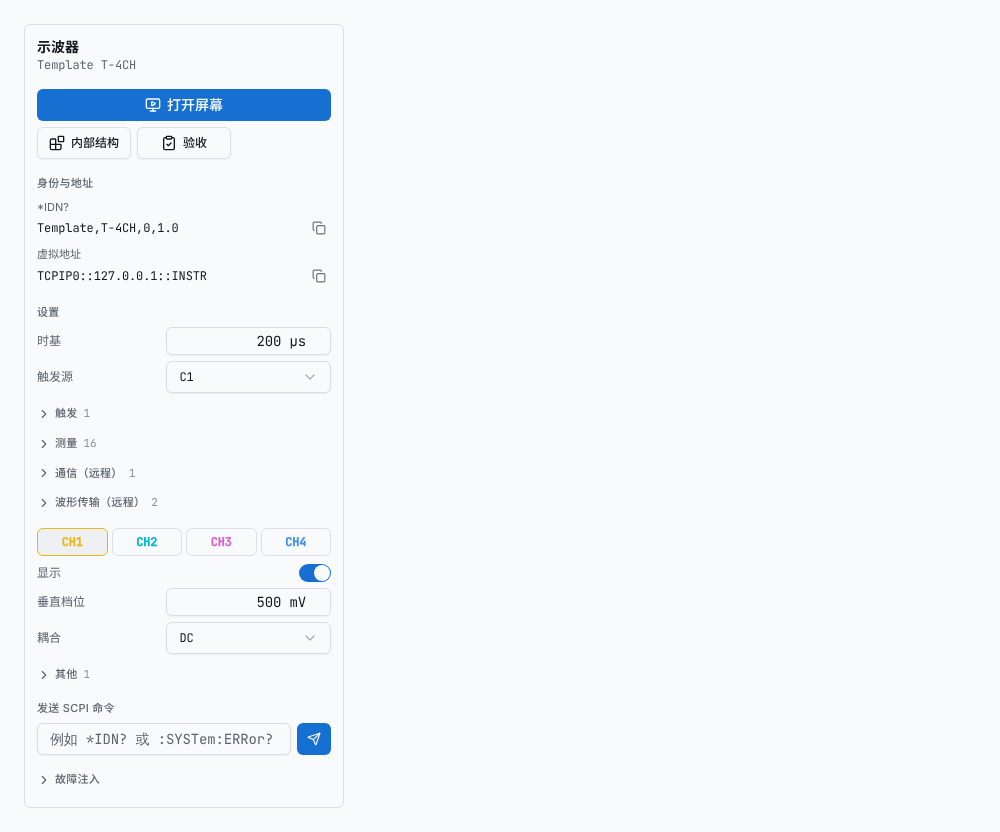 示波器
Template T-4CH
打开屏幕
内部结构 验收
身份与地址
*IDN?
Template,T-4CH,0,1.0
虚拟地址
TCPIP0::127.0.0.1::INSTR
设置
时基 200 µs
触发源 C1
触发 1
测量 16
通信（远程） 1
波形传输（远程） 2
CH1 CH2 CH3 CH4
显示
垂直档位 500 mV
耦合 DC
其他 1
发送 SCPI 命令
例如 *IDN? 或 :SYSTem:ERRor?
故障注入